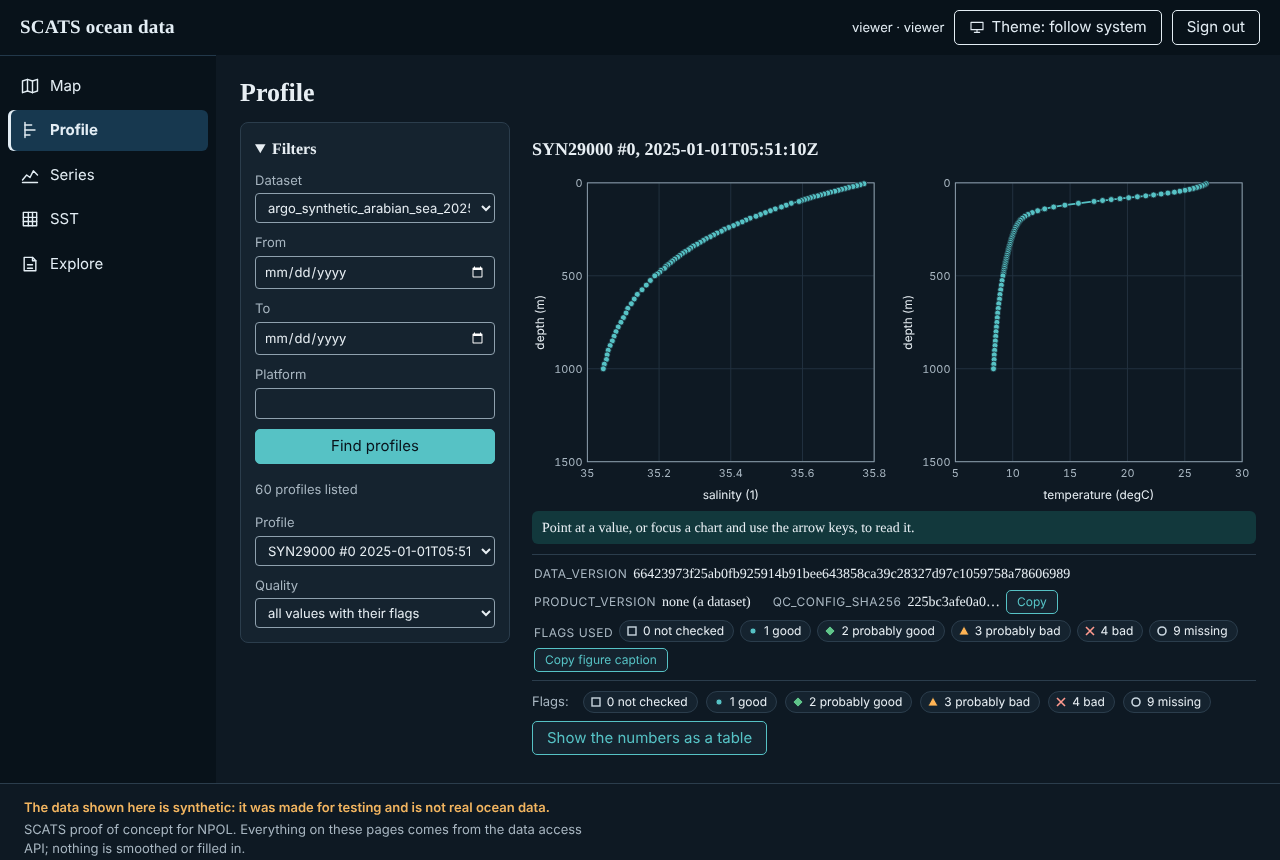 SCATS ocean data
viewer · viewer
Theme: follow system
Sign out
Map
Profile
Series
SST
Explore
Profile
Filters
Dataset
argo_synthetic_arabian_sea_2025
From
mm/dd/yyyy
To
mm/dd/yyyy
Platform
Find profiles
60 profiles listed
Profile
SYN29000 #0 2025-01-01T05:51
Quality
all values with their flags
SYN29000 #0, 2025-01-01T05:51:10Z
0
500
1000
1500
depth (m)
35 35.2 35.4 35.6 35.8
salinity (1)
0
500
1000
1500
depth (m)
5 10 15 20 25 30
temperature (degC)
Point at a value, or focus a chart and use the arrow keys, to read it.
DATA_VERSION 66423973f25ab0fb925914b91bee643858ca39c28327d97c1059758a78606989
PRODUCT_VERSION none (a dataset) QC_CONFIG_SHA256 225bc3afe0a0… Copy
FLAGS USED 0 not checked 1 good 2 probably good 3 probably bad 4 bad 9 missing
Copy figure caption
Flags: 0 not checked 1 good 2 probably good 3 probably bad 4 bad 9 missing
Show the numbers as a table
The data shown here is synthetic: it was made for testing and is not real ocean data.
SCATS proof of concept for NPOL. Everything on these pages comes from the data access
API; nothing is smoothed or filled in.